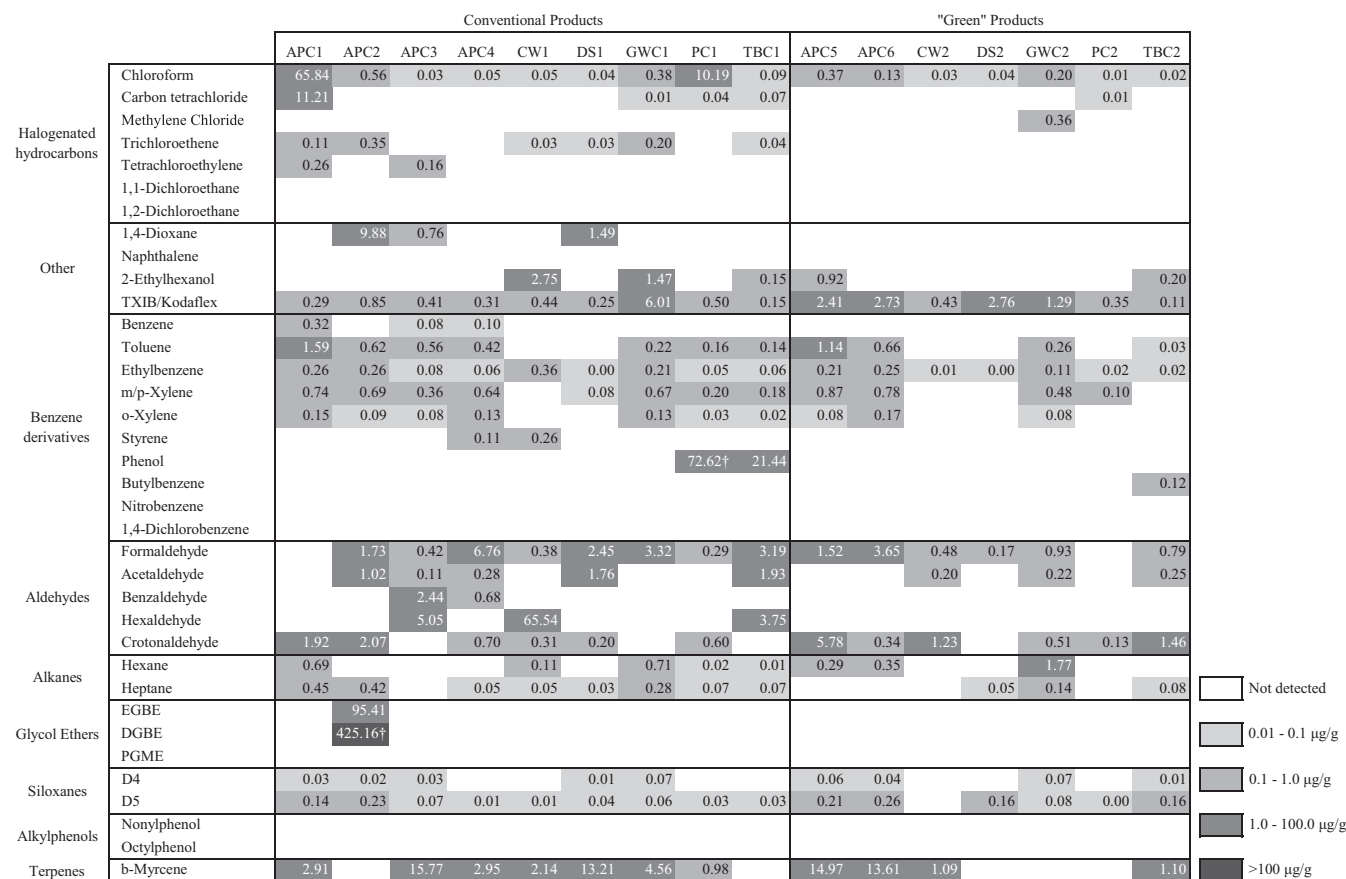 Conventional Products "Green" Products
APC1 APC2 APC3 APC4 CW1 DS1 GWC1 PC1 TBC1 APC5 APC6 CW2 DS2 GWC2 PC2 TBC2
Chloroform 65.84 0.56 0.03 0.05 0.05 0.04 0.38 10.19 0.09 0.37 0.13 0.03 0.04 0.20 0.01 0.02
Carbon tetrachloride 11.21 0.01 0.04 0.07 0.01
Methylene Chloride 0.36
Halogenated
hydrocarbons
Trichloroethene 0.11 0.35 0.03 0.03 0.20 0.04
Tetrachloroethylene 0.26 0.16
1,1-Dichloroethane
1,2-Dichloroethane
1,4-Dioxane 9.88 0.76 1.49
Naphthalene
Other
2-Ethylhexanol 2.75 1.47 0.15 0.92 0.20
TXIB/Kodaflex 0.29 0.85 0.41 0.31 0.44 0.25 6.01 0.50 0.15 2.41 2.73 0.43 2.76 1.29 0.35 0.11
Benzene 0.32 0.08 0.10
Toluene 1.59 0.62 0.56 0.42 0.22 0.16 0.14 1.14 0.66 0.26 0.03
Ethylbenzene 0.26 0.26 0.08 0.06 0.36 0.00 0.21 0.05 0.06 0.21 0.25 0.01 0.00 0.11 0.02 0.02
m/p-Xylene 0.74 0.69 0.36 0.64 0.08 0.67 0.20 0.18 0.87 0.78 0.48 0.10
Benzene
derivatives
o-Xylene 0.15 0.09 0.08 0.13 0.13 0.03 0.02 0.08 0.17 0.08
Styrene 0.11 0.26
Phenol 72.62† 21.44
Butylbenzene 0.12
Nitrobenzene
1,4-Dichlorobenzene
Formaldehyde 1.73 0.42 6.76 0.38 2.45 3.32 0.29 3.19 1.52 3.65 0.48 0.17 0.93 0.79
Acetaldehyde 1.02 0.11 0.28 1.76 1.93 0.20 0.22 0.25
Aldehydes Benzaldehyde 2.44 0.68
Hexaldehyde 5.05 65.54 3.75
Crotonaldehyde 1.92 2.07 0.70 0.31 0.20 0.60 5.78 0.34 1.23 0.51 0.13 1.46
Alkanes
Hexane 0.69 0.11 0.71 0.02 0.01 0.29 0.35 1.77
Heptane 0.45 0.42 0.05 0.05 0.03 0.28 0.07 0.07 0.05 0.14 0.08
EGBE 95.41
Glycol Ethers DGBE 425.16†
PGME
Siloxanes
D4 0.03 0.02 0.03 0.01 0.07 0.06 0.04 0.07 0.01
D5 0.14 0.23 0.07 0.01 0.01 0.04 0.06 0.03 0.03 0.21 0.26 0.16 0.08 0.00 0.16
Alkylphenols
Nonylphenol
Octylphenol
Terpenes b-Myrcene 2.91 15.77 2.95 2.14 13.21 4.56 0.98 14.97 13.61 1.09 1.10
Not detected
0.01 - 0.1 μg/g
0.1 - 1.0 μg/g
1.0 - 100.0 μg/g
>100 μg/g